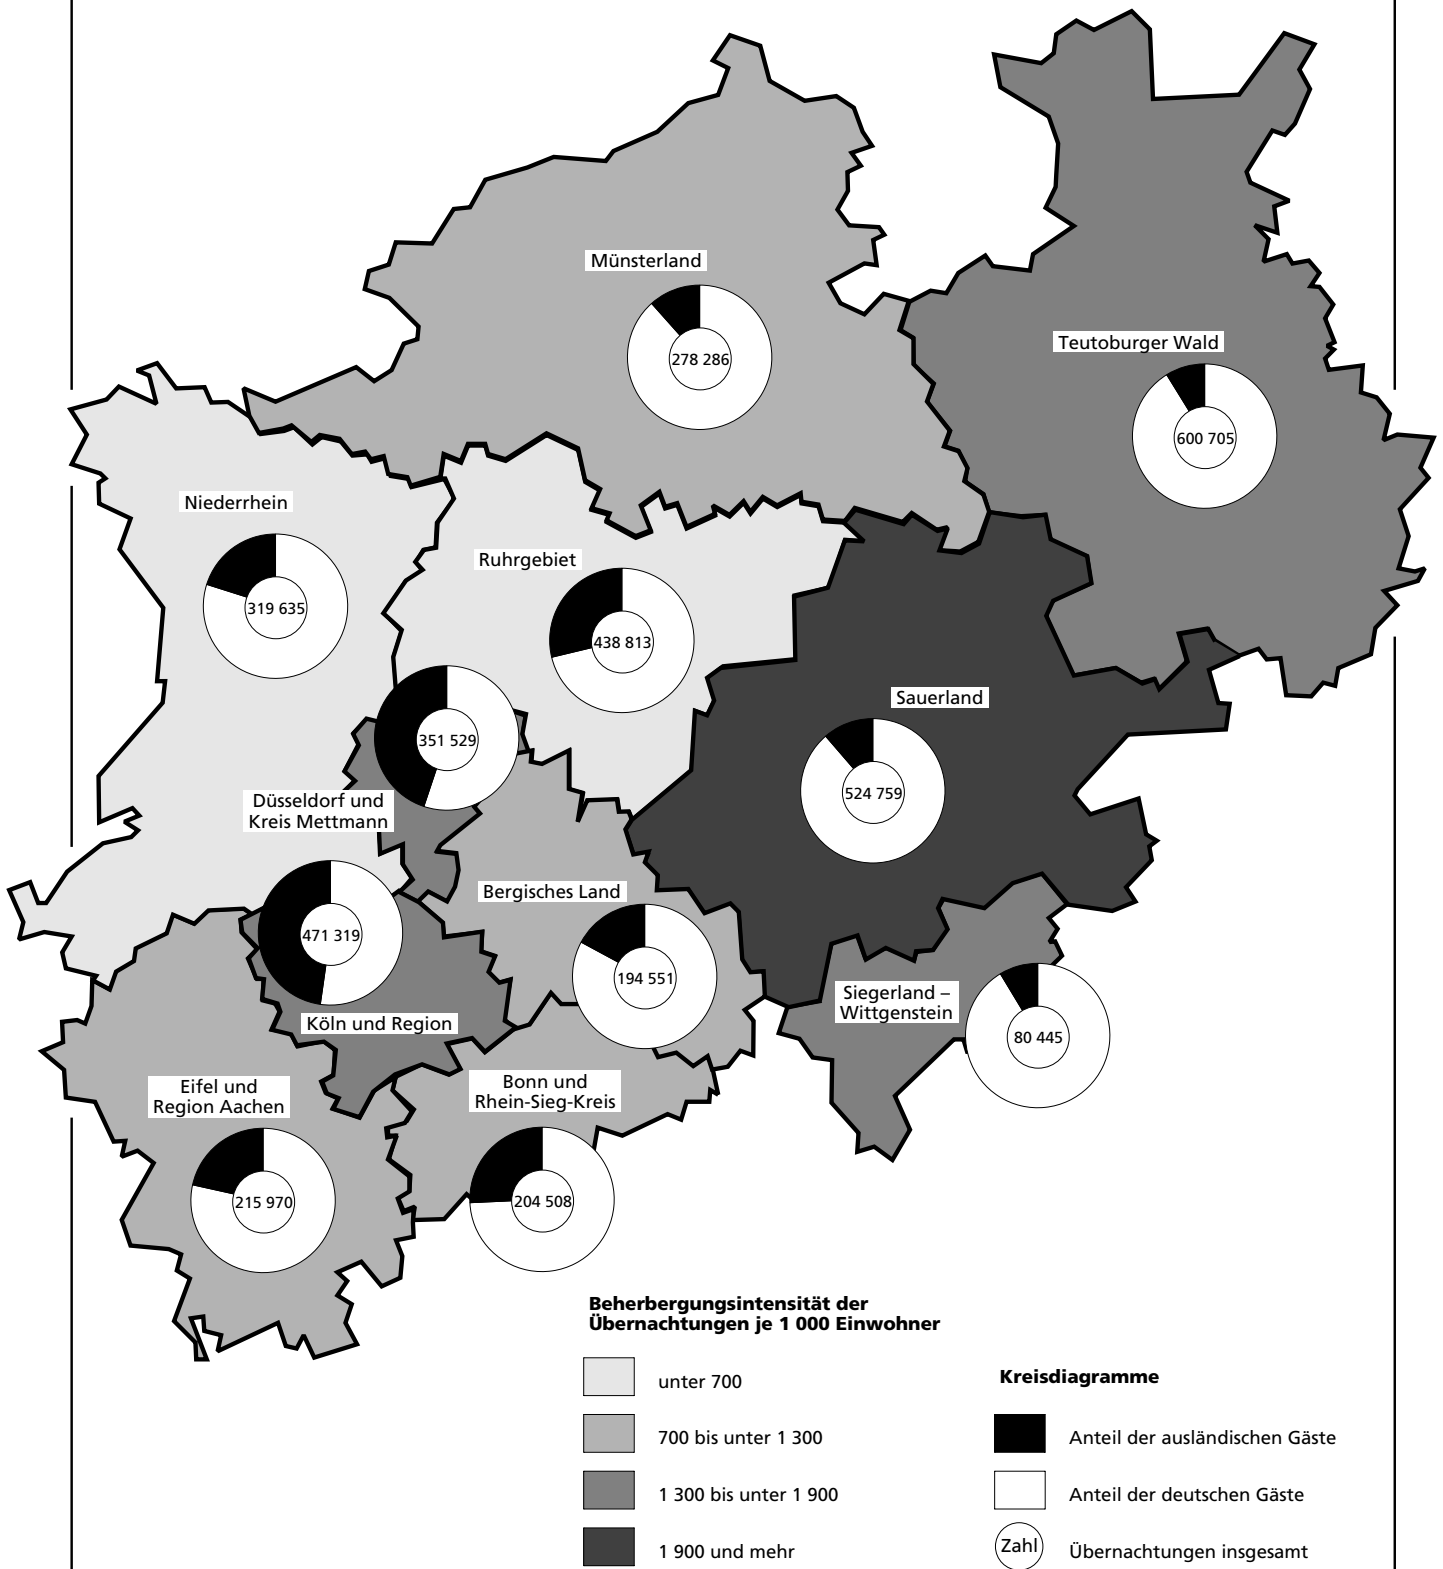 Münsterland
278 286
Teutoburger Wald
600 705
Niederrhein
319 635
Ruhrgebiet
438 813
Sauerland
524 759
351 529
Düsseldorf und
Kreis Mettmann
Bergisches Land
194 551
471 319
Köln und Region
Siegerland –
Wittgenstein
80 445
Eifel und
Region Aachen
215 970
Bonn und
Rhein-Sieg-Kreis
204 508
Beherbergungsintensität der
Übernachtungen je 1 000 Einwohner
unter 700
700 bis unter 1 300
1 300 bis unter 1 900
1 900 und mehr
Kreisdiagramme
Anteil der ausländischen Gäste
Anteil der deutschen Gäste
Zahl
Übernachtungen insgesamt